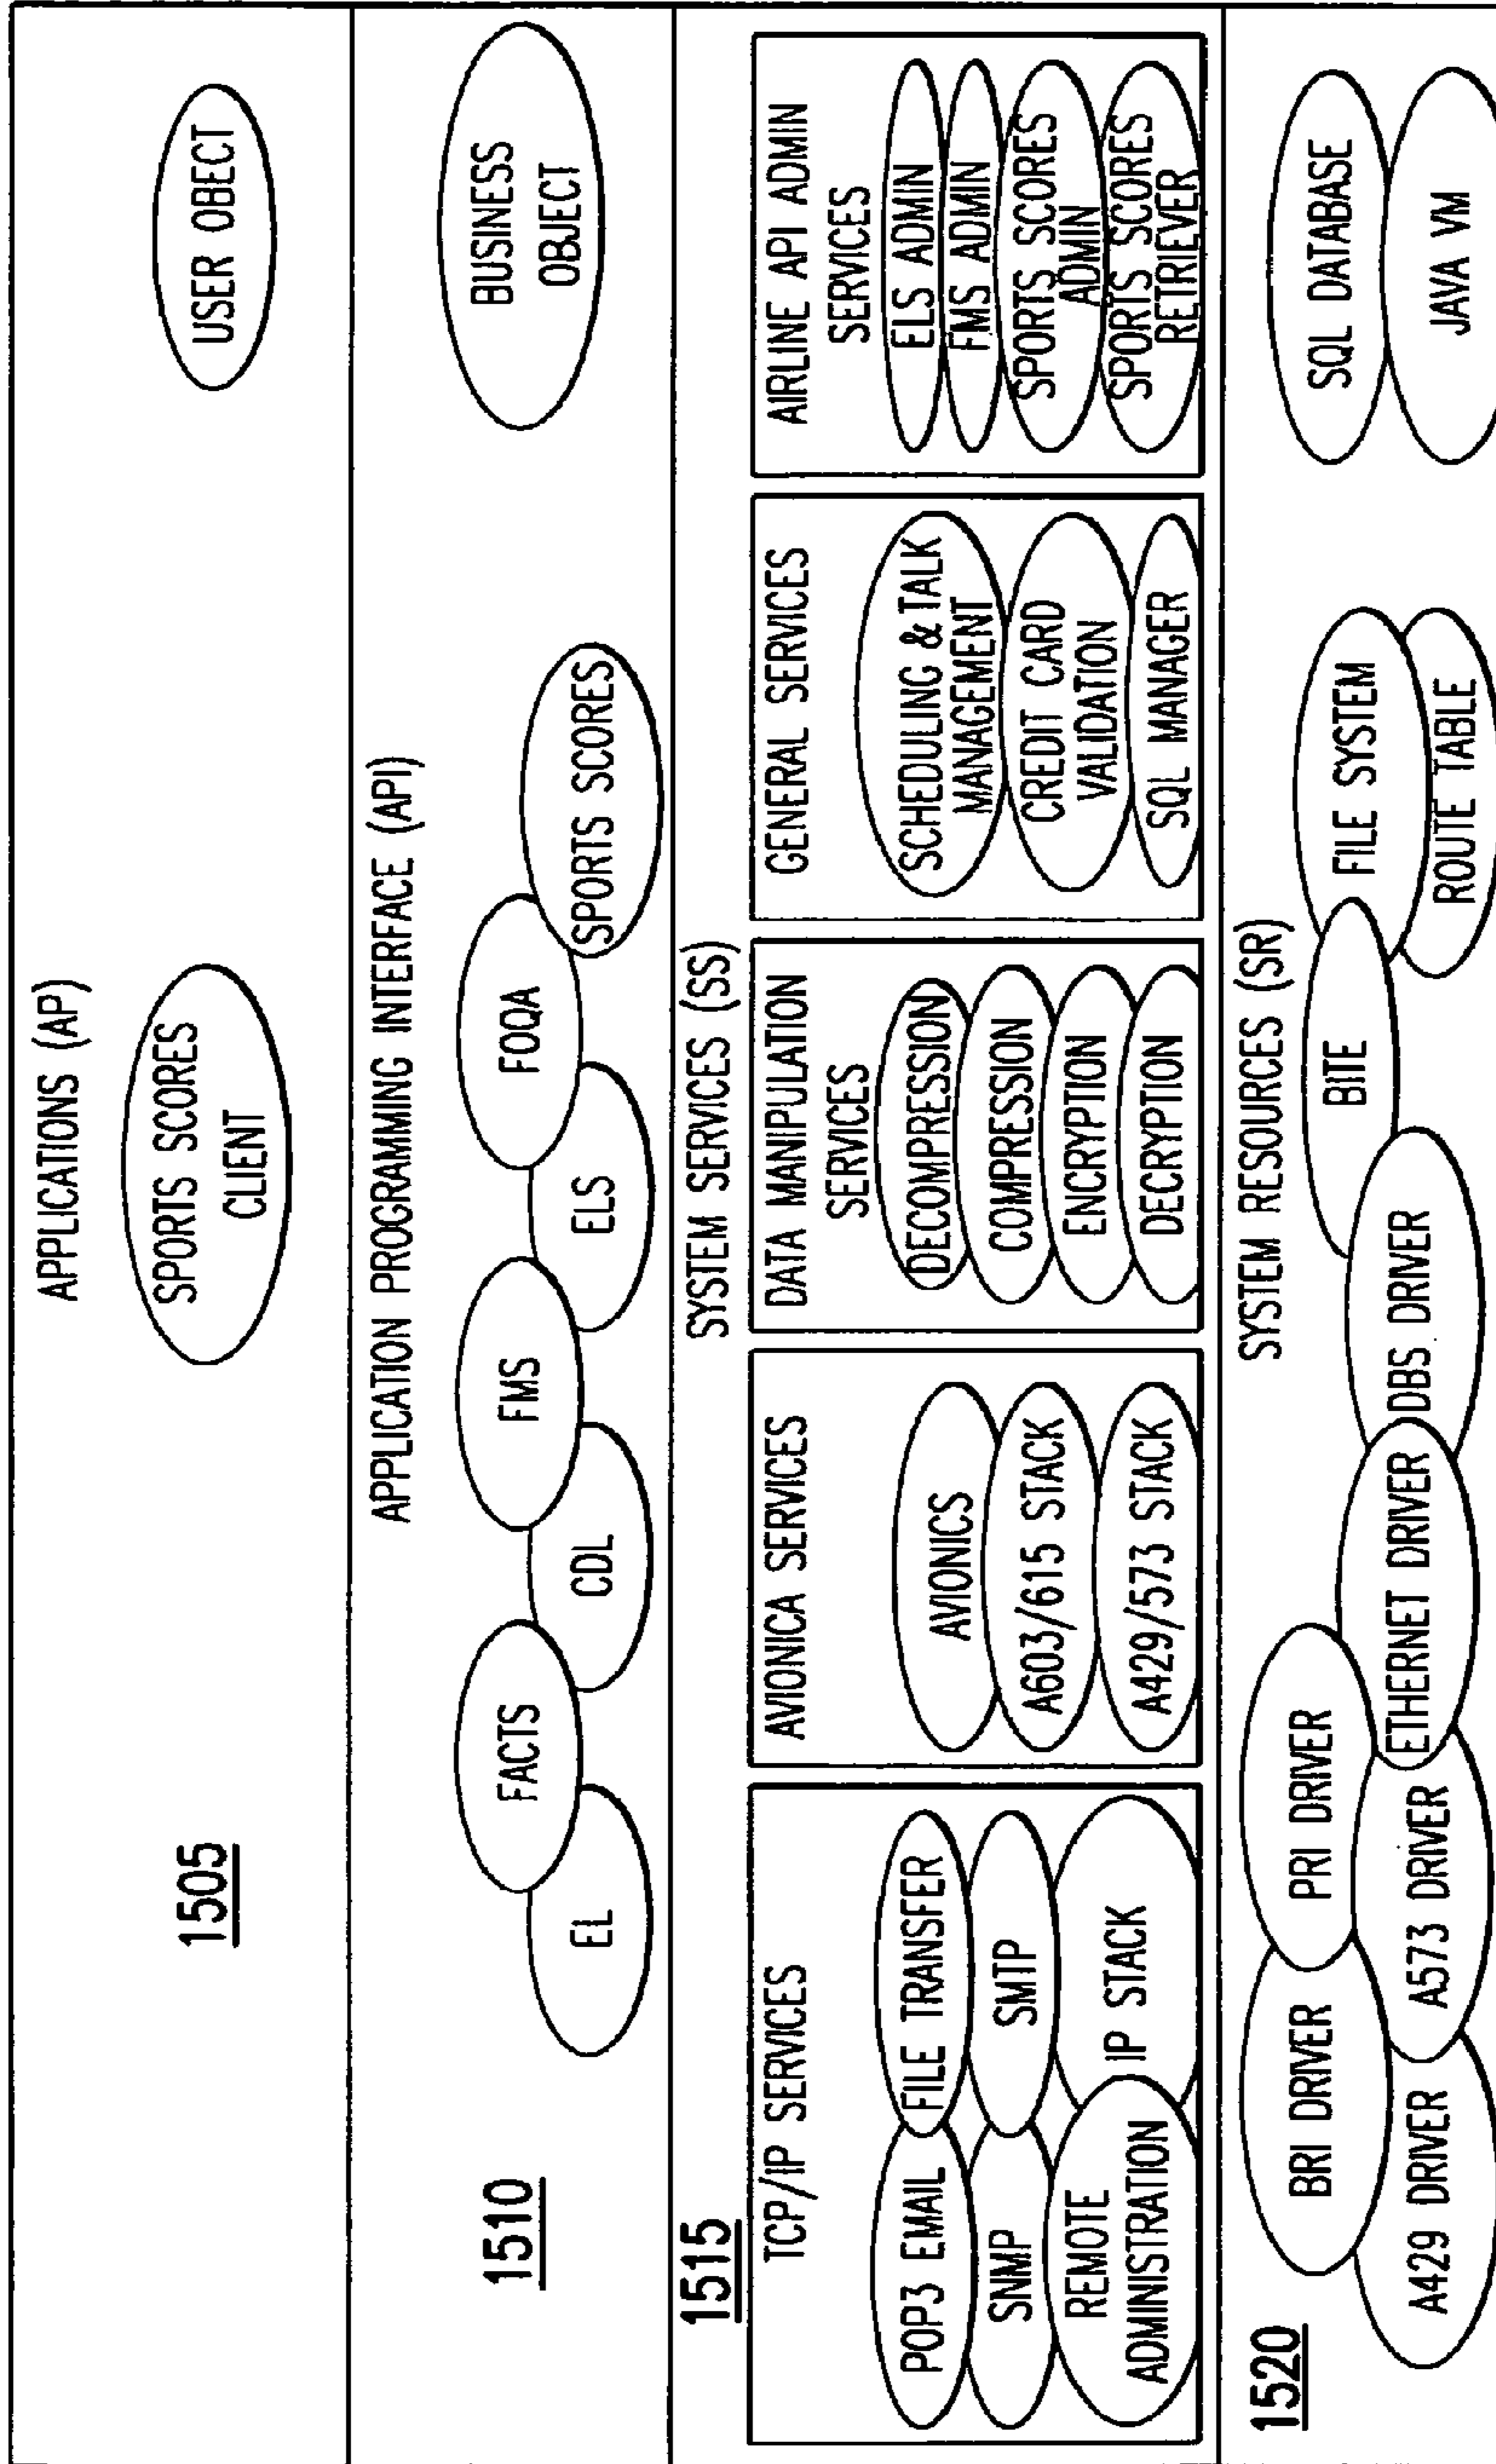 APPLICATIONS (AP)
1505
SPORTS SCORES
CLIENT
USER OBECT
APPLICATION PROGRAMING INTERFACE (API)
1510
EL
FACTS
CDL
FMS
ELS
FOQA
SPORTS SCORES
BUSINESS
OBJECT
1515
SYSTEM SERVICES (SS)
TCP/IP SERVICES
POP3 EMAIL
FILE TRANSFER
SNMP
SMTP
REMOTE
ADMINISTRATION
IP STACK
AVIONICA SERVICES
AVIONICS
A603/615 STACK
A429/573 STACK
DATA MANIPULATION
SERVICES
DECOMPRESSION
COMPRESSION
ENCRYPTION
DECRYPTION
GENERAL SERVICES
SCHEDULING & TALK
MANAGEMENT
CREDIT CARD
VALIDATION
SQL MANAGER
AIRLINE API ADMIN
SERVICES
ELS ADMIN
FMS ADMIN
SPORTS SCORES
ADMIN
SPORTS SCORES
RETRIEVER
1520
SYSTEM RESOURCES (SR)
BRI DRIVER
PRI DRIVER
A429 DRIVER
A573 DRIVER
ETHERNET DRIVER
DBS DRIVER
BITE
FILE SYSTEM
ROUTE TABLE
SQL DATABASE
JAVA VM